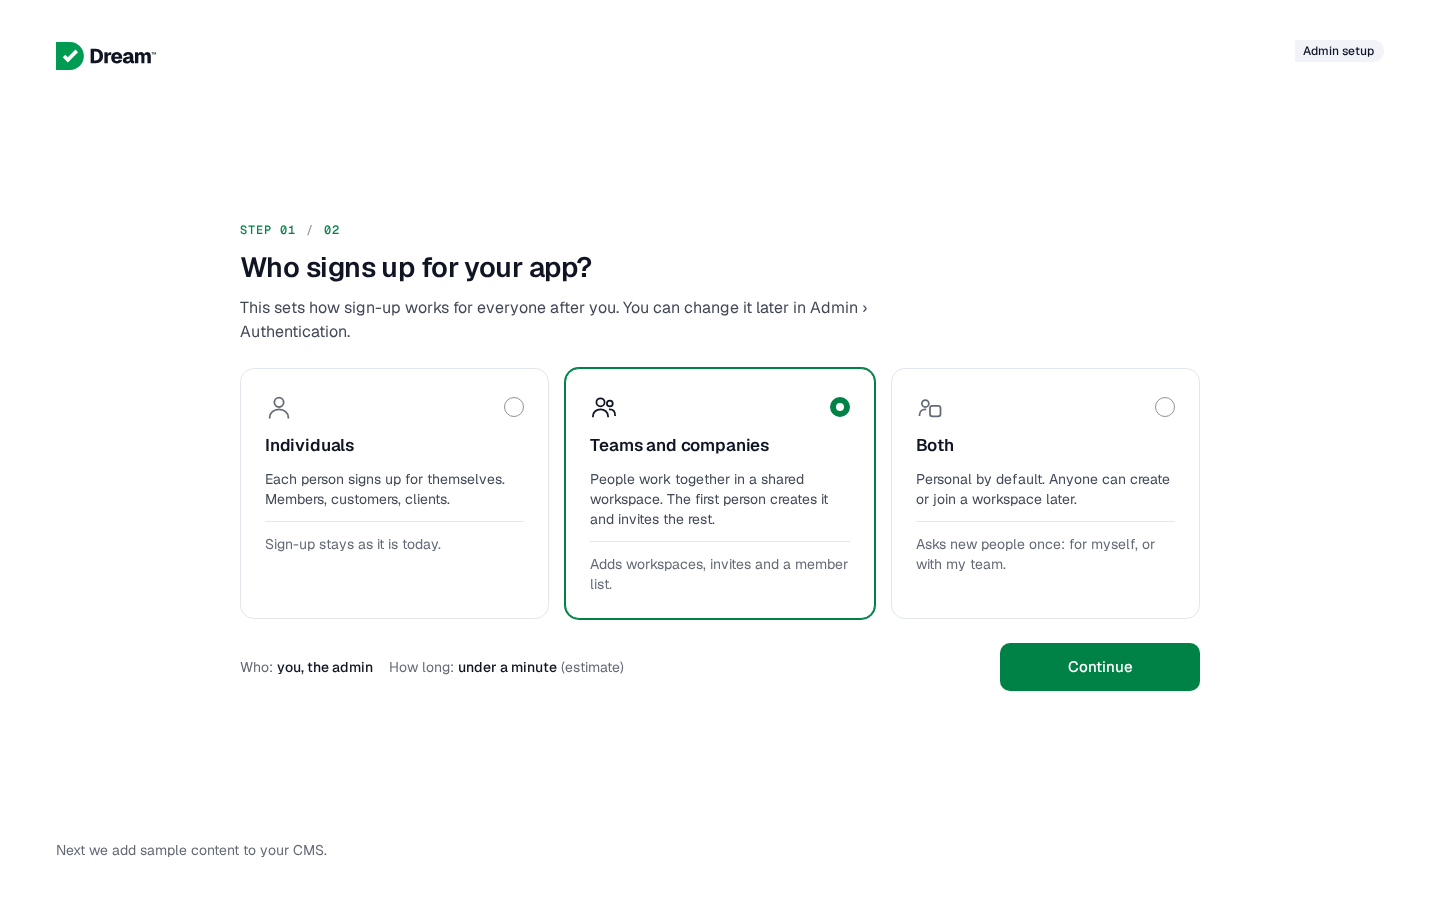 Dream™
Admin setup
STEP 01 / 02
Who signs up for your app?
This sets how sign-up works for everyone after you. You can change it later in Admin ›
Authentication.
Individuals
Each person signs up for themselves.
Members, customers, clients.
Sign-up stays as it is today.
Teams and companies
People work together in a shared
workspace. The first person creates it
and invites the rest.
Adds workspaces, invites and a member
list.
Both
Personal by default. Anyone can create
or join a workspace later.
Asks new people once: for myself, or
with my team.
Who: you, the admin How long: under a minute (estimate)
Continue
Next we add sample content to your CMS.